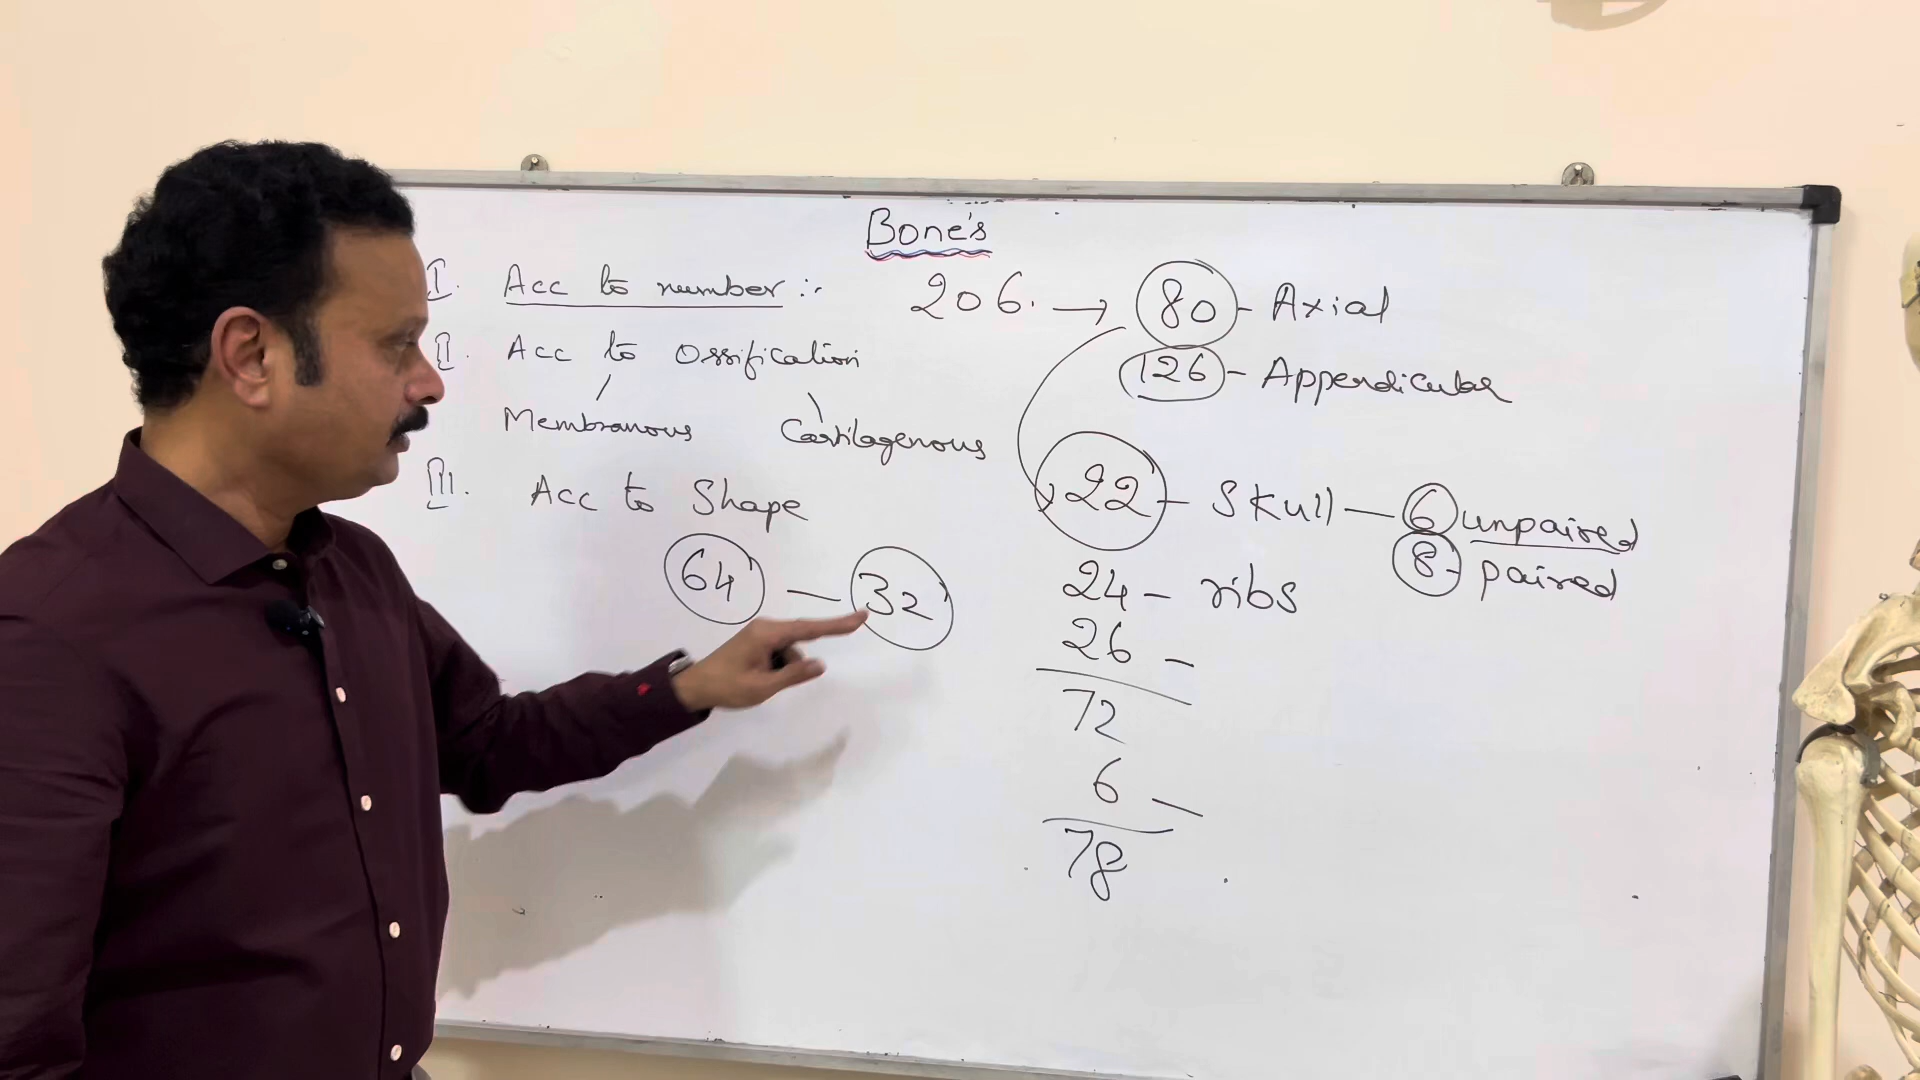 Bone's
I. Acc to number :-
206. → 80 - Axial
126 - Appendicular
II. Acc to Ossification
Membranous Cartilagenous
III. Acc to Shape
64 — 32
22 - Skull — 6 unpaired
8 - paired
24 - ribs
26 -
72
6 -
78